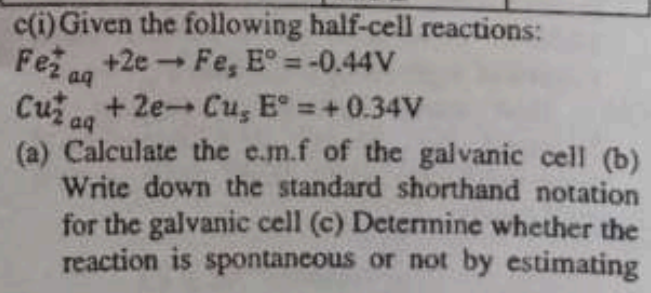 c(i) Given the following half-cell reactions:
Fe₂⁺ aq +2e → Fe, E° = -0.44V
Cu₂⁺ aq + 2e→ Cu, E° = + 0.34V
(a) Calculate the e.m.f of the galvanic cell (b)
Write down the standard shorthand notation
for the galvanic cell (c) Determine whether the
reaction is spontaneous or not by estimating